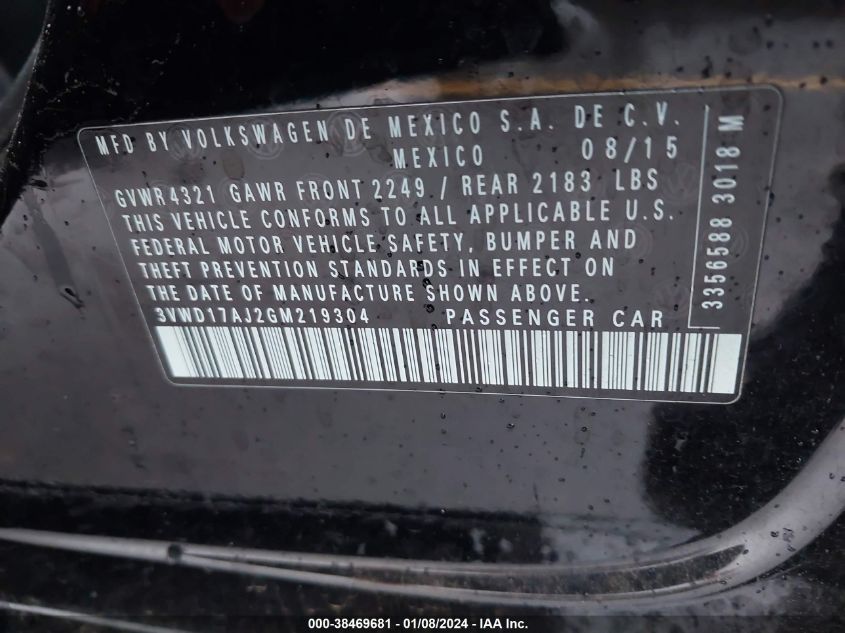 MFD BY VOLKSWAGEN DE MEXICO S.A. DE C.V.
MEXICO 08/15
GVWR 4321 GAWR FRONT 2249 / REAR 2183 LBS
THIS VEHICLE CONFORMS TO ALL APPLICABLE U.S.
FEDERAL MOTOR VEHICLE SAFETY, BUMPER AND
THEFT PREVENTION STANDARDS IN EFFECT ON
THE DATE OF MANUFACTURE SHOWN ABOVE.
3VWD17AJ2GM219304 PASSENGER CAR
3356588 3018 M
000-38469681 - 01/08/2024 - IAA Inc.